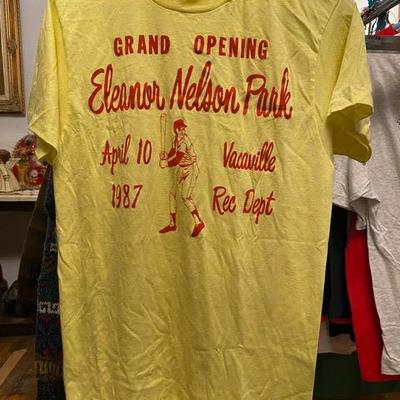 GRAND OPENING
Eleanor Nelson Park
April 10 Vacaville
1987 Rec Dept